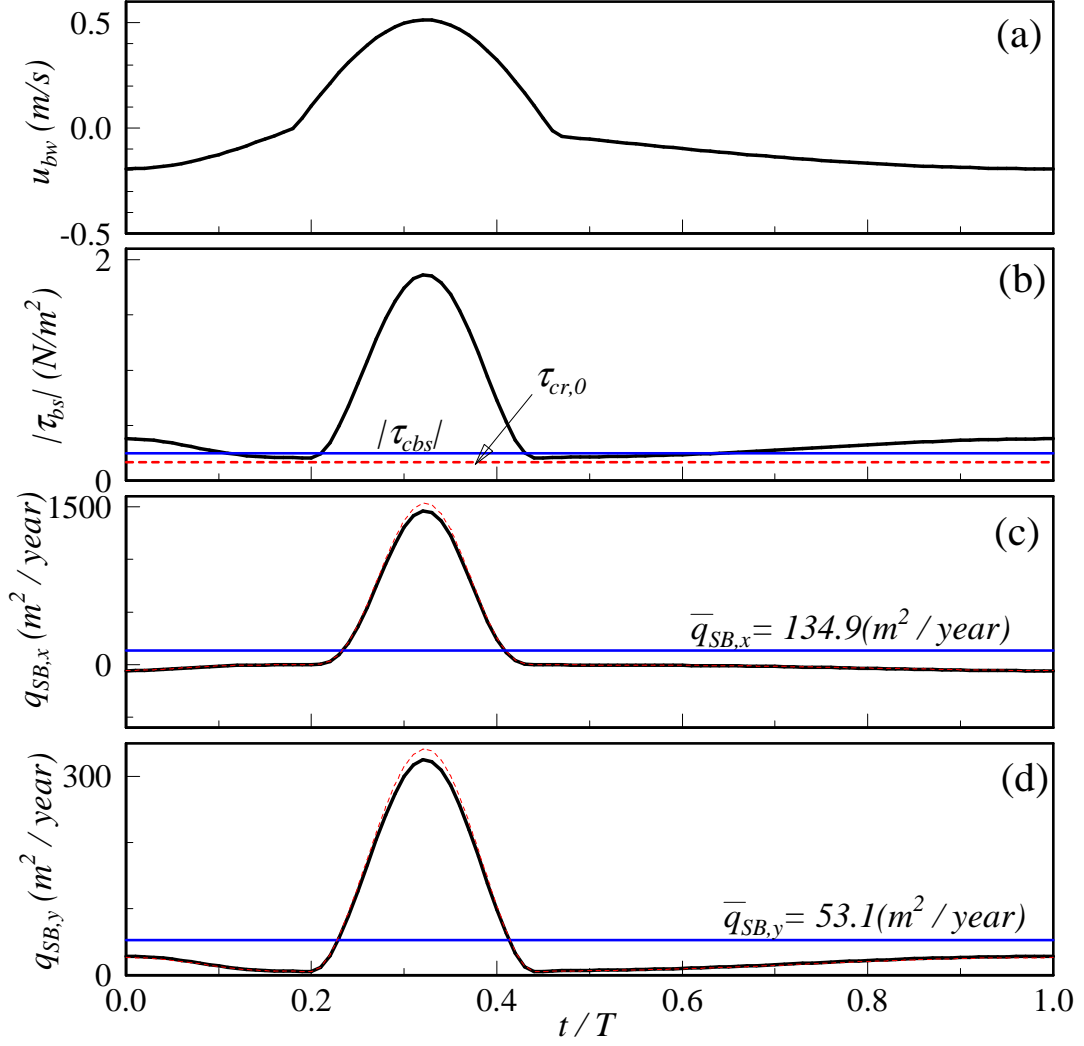 0.5
(a)
0.0
u_bw (m/s)
-0.5
2
(b)
|τ_bs| (N/m²)
τ_cr,0
|τ_cbs|
0
1500
(c)
q_SB,x (m² / year)
q̅_SB,x = 134.9(m² / year)
0
300
(d)
q_SB,y (m² / year)
q̅_SB,y = 53.1(m² / year)
0
0.0 0.2 0.4 0.6 0.8 1.0
t / T